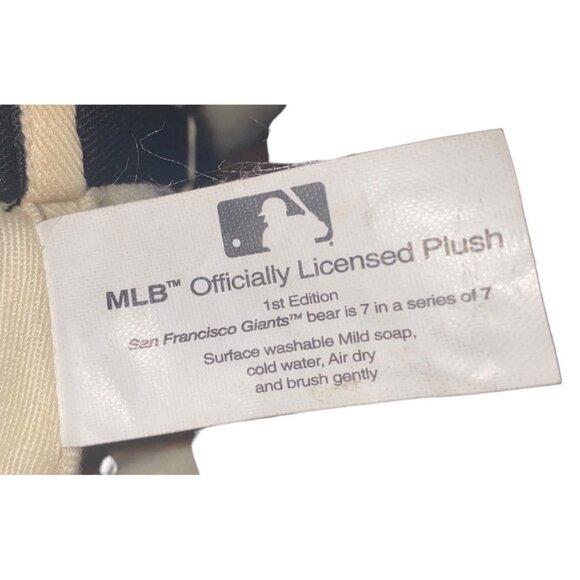 MLB™ Officially Licensed Plush
1st Edition
San Francisco Giants™ bear is 7 in a series of 7
Surface washable Mild soap,
cold water, Air dry
and brush gently